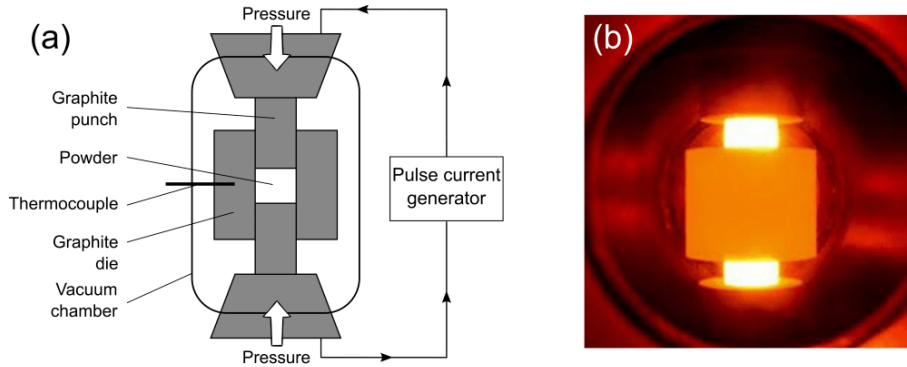 (a)
Pressure
Graphite
punch
Powder
Thermocouple
Graphite
die
Vacuum
chamber
Pressure
Pulse current
generator
(b)